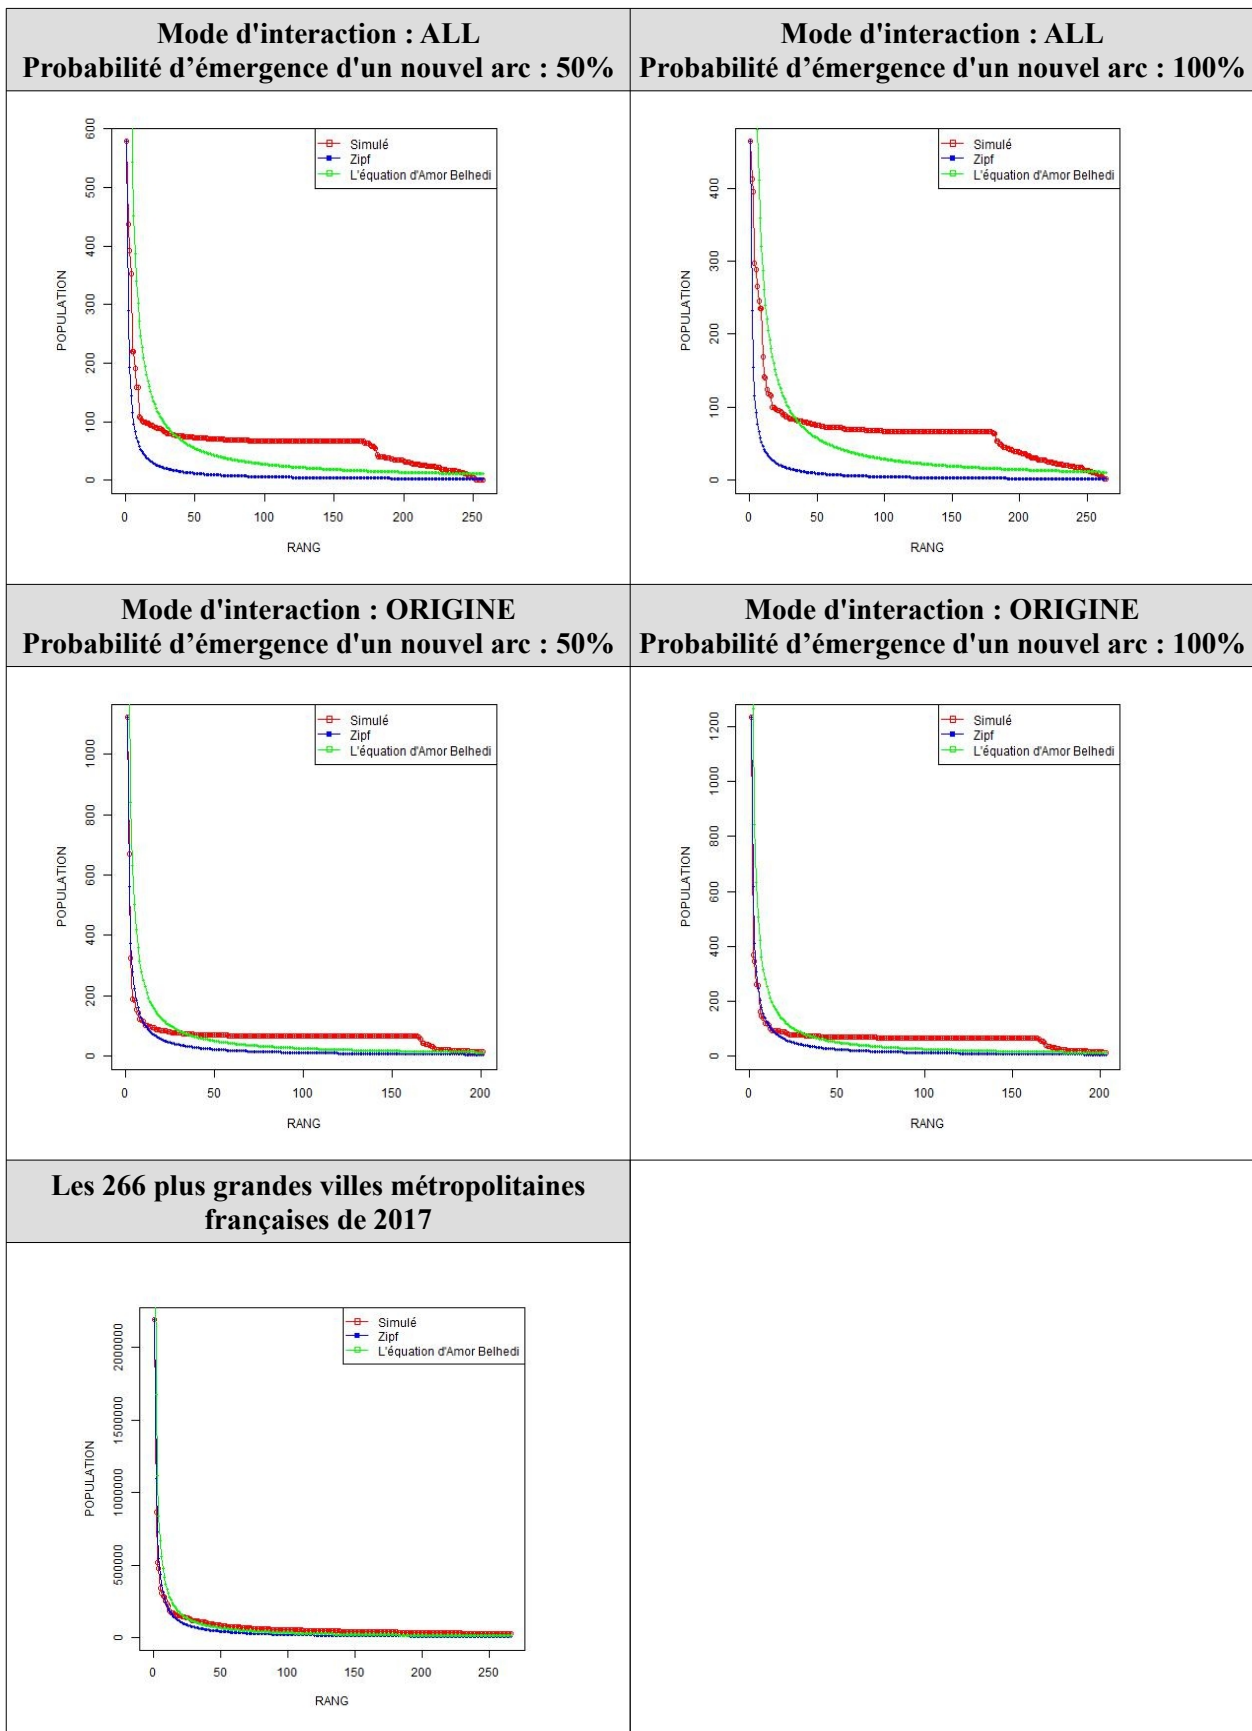 Mode d'interaction : ALL
Probabilité d’émergence d'un nouvel arc : 50%
Mode d'interaction : ALL
Probabilité d’émergence d'un nouvel arc : 100%
Simulé
Zipf
L'équation d'Amor Belhedi
POPULATION
0 100 200 300 400 500 600
0 50 100 150 200 250
RANG
Simulé
Zipf
L'équation d'Amor Belhedi
POPULATION
0 100 200 300 400
0 50 100 150 200 250
RANG
Mode d'interaction : ORIGINE
Probabilité d’émergence d'un nouvel arc : 50%
Mode d'interaction : ORIGINE
Probabilité d’émergence d'un nouvel arc : 100%
Simulé
Zipf
L'équation d'Amor Belhedi
POPULATION
0 200 400 600 800 1000
0 50 100 150 200
RANG
Simulé
Zipf
L'équation d'Amor Belhedi
POPULATION
0 200 400 600 800 1000 1200
0 50 100 150 200
RANG
Les 266 plus grandes villes métropolitaines
françaises de 2017
Simulé
Zipf
L'équation d'Amor Belhedi
POPULATION
0 500000 1000000 1500000 2000000
0 50 100 150 200 250
RANG